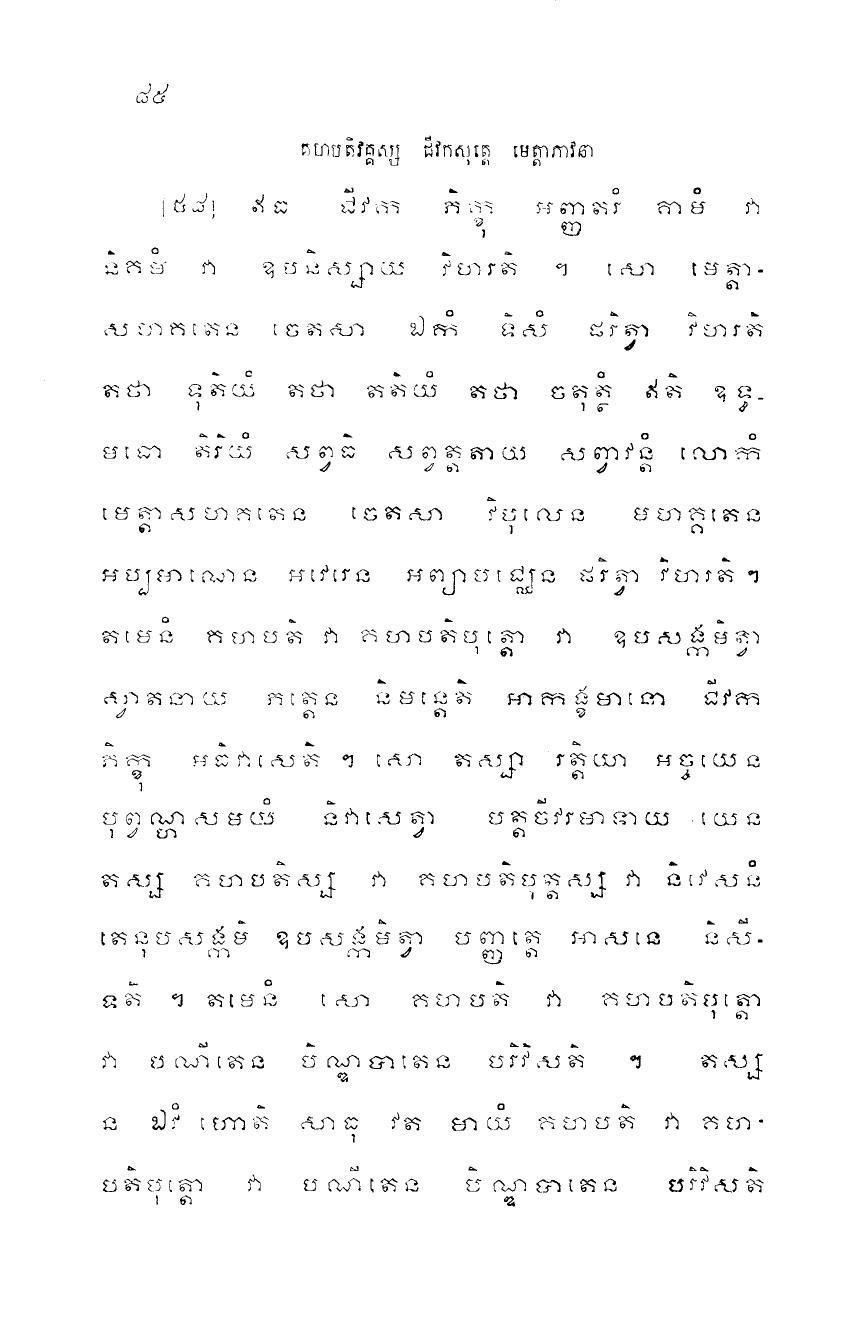 ៨៥
គហបតិវគ្គស្ស ជីវកសុត្តេ មេត្តាភាវនា
[៥៨] ឥធ ជីវក ភិក្ខុ អញ្ញតរំ គាមំ វា
និគមំ វា ឧបនិស្សាយ វិហរតិ ។ សោ មេត្តា-
សហគតេន ចេតសា ឯកំ ទិសំ ផរិត្វា វិហរតិ
តថា ទុតិយំ តថា តតិយំ តថា ចតុត្ថំ ឥតិ ឧទ្ធ-
មធោ តិរិយំ សព្វធិ សព្វត្តតាយ សព្វាវន្តំ លោកំ
មេត្តាសហគតេន ចេតសា វិបុលេន មហគ្គតេន
អប្បមាណេន អវេរេន អព្យាបជ្ឈេន ផរិត្វា វិហរតិ ។
តមេនំ គហបតិ វា គហបតិបុត្តោ វា ឧបសង្កមិត្វា
ស្វាតនាយ ភត្តេន និមន្តេតិ អាកង្ខមានោ ជីវក
ភិក្ខុ អធិវាសេតិ ។ សោ តស្សា រត្តិយា អច្ចយេន
បុព្វណ្ហសមយំ និវាសេត្វា បត្តចីវរមាទាយ យេន
តស្ស គហបតិស្ស វា គហបតិបុត្តស្ស វា និវេសនំ
តេនុបសង្កមិ ឧបសង្កមិត្វា បញ្ញត្តេ អាសនេ និសី-
ទតិ ។ តមេនំ សោ គហបតិ វា គហបតិបុត្តោ
វា បណីតេន បិណ្ឌបាតេន បរិវិសតិ ។ តស្ស
ន ឯវំ ហោតិ សាធុ វត មាយំ គហបតិ វា គហ-
បតិបុត្តោ វា បណីតេន បិណ្ឌបាតេន បរិវិសតិ